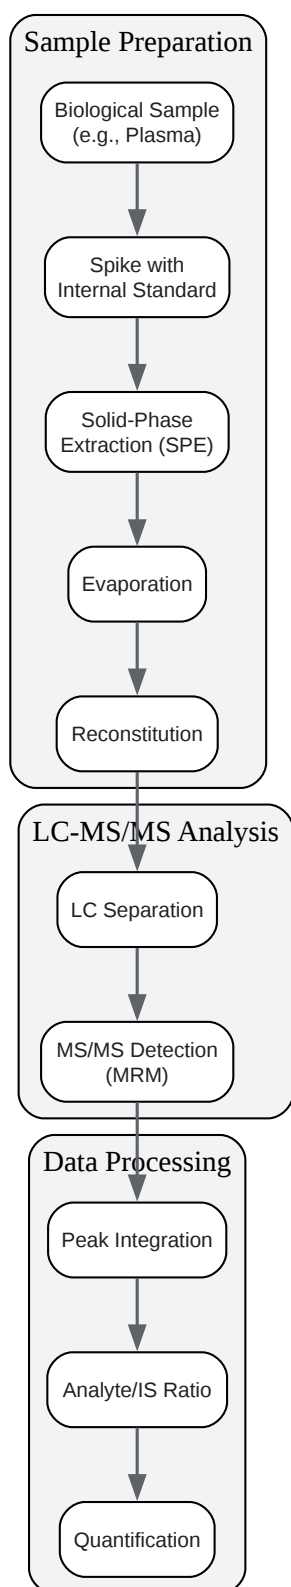 Sample Preparation
Biological Sample
(e.g., Plasma)
Spike with
Internal Standard
Solid-Phase
Extraction (SPE)
Evaporation
Reconstitution
LC-MS/MS Analysis
LC Separation
MS/MS Detection
(MRM)
Data Processing
Peak Integration
Analyte/IS Ratio
Quantification